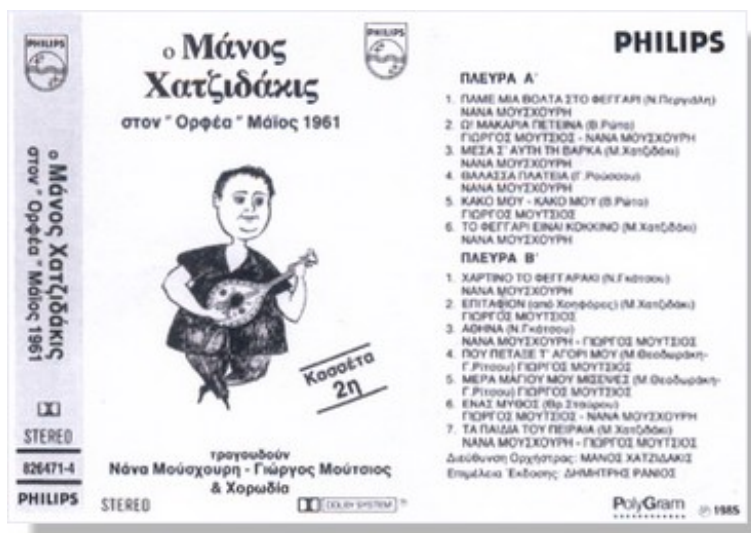 PHILIPS
ο Μάνος Χατζιδάκις
στον " Ορφέα " Μάϊος 1961
STEREO
826471-4
PHILIPS
ο Μάνος
Χατζιδάκις
στον " Ορφέα " Μάϊος 1961
PHILIPS
Κασσέτα
2η
τραγουδούν
Νάνα Μούσχουρη - Γιώργος Μούτσιος
& Χορωδία
STEREO
DOLBY SYSTEM
PHILIPS
ΠΛΕΥΡΑ Α΄
1. ΠΑΜΕ ΜΙΑ ΒΟΛΤΑ ΣΤΟ ΦΕΓΓΑΡΙ (Ν.Περγιάλη)
ΝΑΝΑ ΜΟΥΣΧΟΥΡΗ
2. Ω! ΜΑΚΑΡΙΑ ΠΕΤΕΙΝΑ (Β.Ρώτα)
ΓΙΩΡΓΟΣ ΜΟΥΤΣΙΟΣ - ΝΑΝΑ ΜΟΥΣΧΟΥΡΗ
3. ΜΕΣΑ Σ' ΑΥΤΗ ΤΗ ΒΑΡΚΑ (Μ.Χατζιδάκι)
ΝΑΝΑ ΜΟΥΣΧΟΥΡΗ
4. ΘΑΛΑΣΣΑ ΠΛΑΤΕΙΑ (Γ.Ρούσσου)
ΝΑΝΑ ΜΟΥΣΧΟΥΡΗ
5. ΚΑΚΟ ΜΟΥ - ΚΑΚΟ ΜΟΥ (Β.Ρώτα)
ΓΙΩΡΓΟΣ ΜΟΥΤΣΙΟΣ
6. ΤΟ ΦΕΓΓΑΡΙ ΕΙΝΑΙ ΚΟΚΚΙΝΟ (Μ.Χατζιδάκι)
ΝΑΝΑ ΜΟΥΣΧΟΥΡΗ
ΠΛΕΥΡΑ Β΄
1. ΧΑΡΤΙΝΟ ΤΟ ΦΕΓΓΑΡΑΚΙ (Ν.Γκάτσου)
ΝΑΝΑ ΜΟΥΣΧΟΥΡΗ
2. ΕΠΙΤΑΦΙΟΝ (από Χοηφόρες) (Μ.Χατζιδάκι)
ΓΙΩΡΓΟΣ ΜΟΥΤΣΙΟΣ
3. ΑΘΗΝΑ (Ν.Γκάτσου)
ΝΑΝΑ ΜΟΥΣΧΟΥΡΗ - ΓΙΩΡΓΟΣ ΜΟΥΤΣΙΟΣ
4. ΠΟΥ ΠΕΤΑΞΕ Τ' ΑΓΟΡΙ ΜΟΥ (Μ.Θεοδωράκη-
Γ.Ρίτσου) ΓΙΩΡΓΟΣ ΜΟΥΤΣΙΟΣ
5. ΜΕΡΑ ΜΑΓΙΟΥ ΜΟΥ ΜΙΣΕΨΕΣ (Μ.Θεοδωράκη-
Γ.Ρίτσου) ΓΙΩΡΓΟΣ ΜΟΥΤΣΙΟΣ
6. ΕΝΑΣ ΜΥΘΟΣ (Θρ.Σταύρου)
ΓΙΩΡΓΟΣ ΜΟΥΤΣΙΟΣ - ΝΑΝΑ ΜΟΥΣΧΟΥΡΗ
7. ΤΑ ΠΑΙΔΙΑ ΤΟΥ ΠΕΙΡΑΙΑ (Μ.Χατζιδάκι)
ΝΑΝΑ ΜΟΥΣΧΟΥΡΗ - ΓΙΩΡΓΟΣ ΜΟΥΤΣΙΟΣ
Διεύθυνση Ορχήστρας: ΜΑΝΟΣ ΧΑΤΖΙΔΑΚΙΣ
Επιμέλεια Έκδοσης: ΔΗΜΗΤΡΗΣ ΡΑΝΙΟΣ
PolyGram ℗ 1985